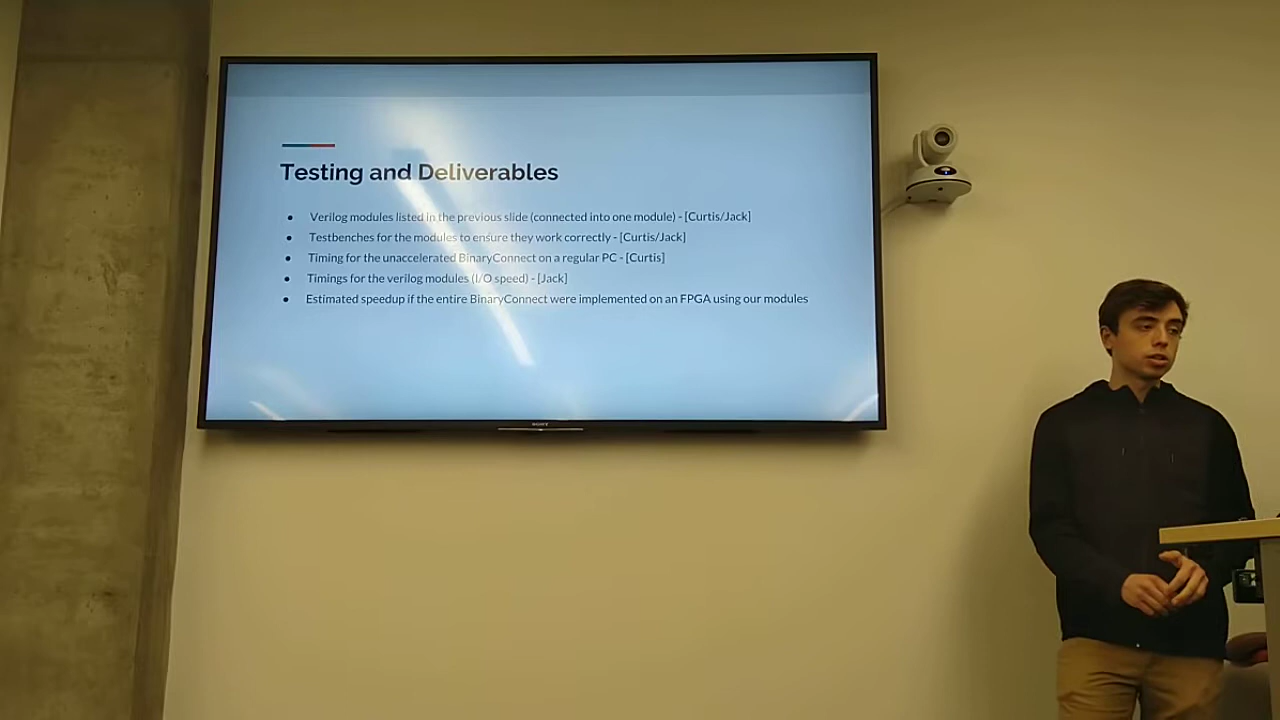 Testing and Deliverables
● Verilog modules listed in the previous slide (connected into one module) - [Curtis/Jack]
● Testbenches for the modules to ensure they work correctly - [Curtis/Jack]
● Timing for the unaccelerated BinaryConnect on a regular PC - [Curtis]
● Timings for the verilog modules (I/O speed) - [Jack]
● Estimated speedup if the entire BinaryConnect were implemented on an FPGA using our modules
SONY